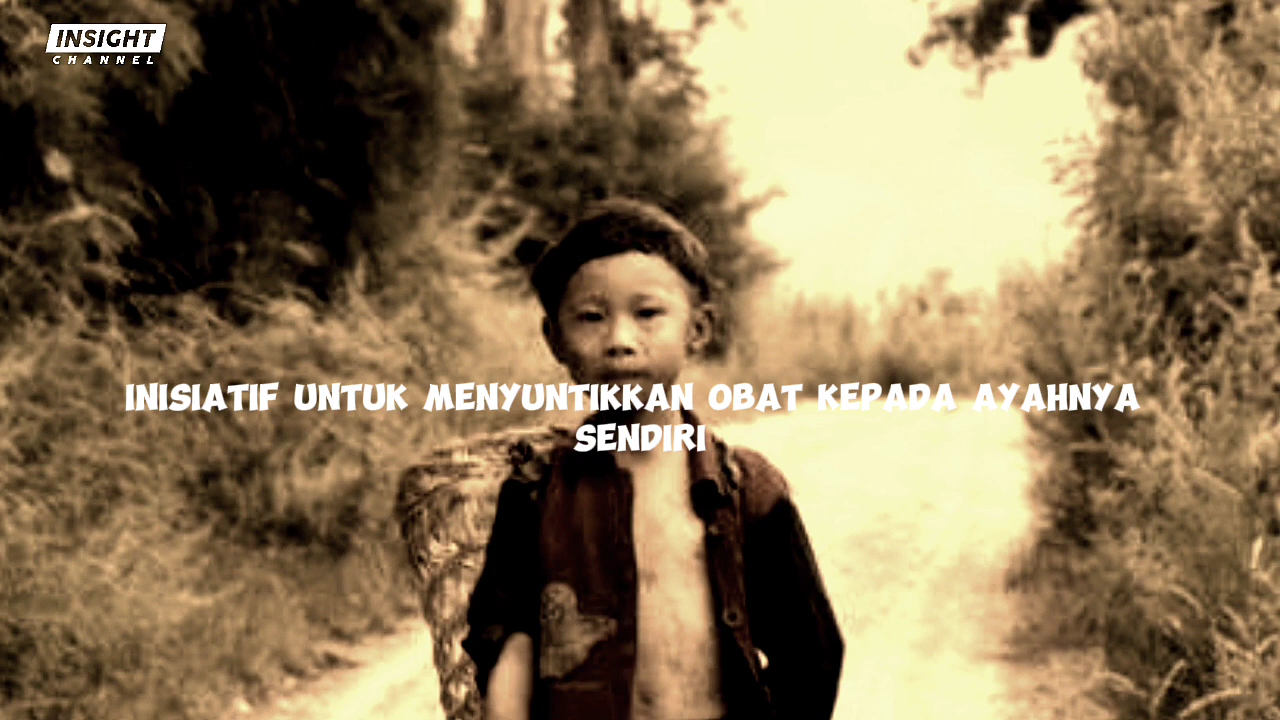 INSIGHT
CHANNEL
INISIATIF UNTUK MENYUNTIKKAN OBAT KEPADA AYAHNYA
SENDIRI